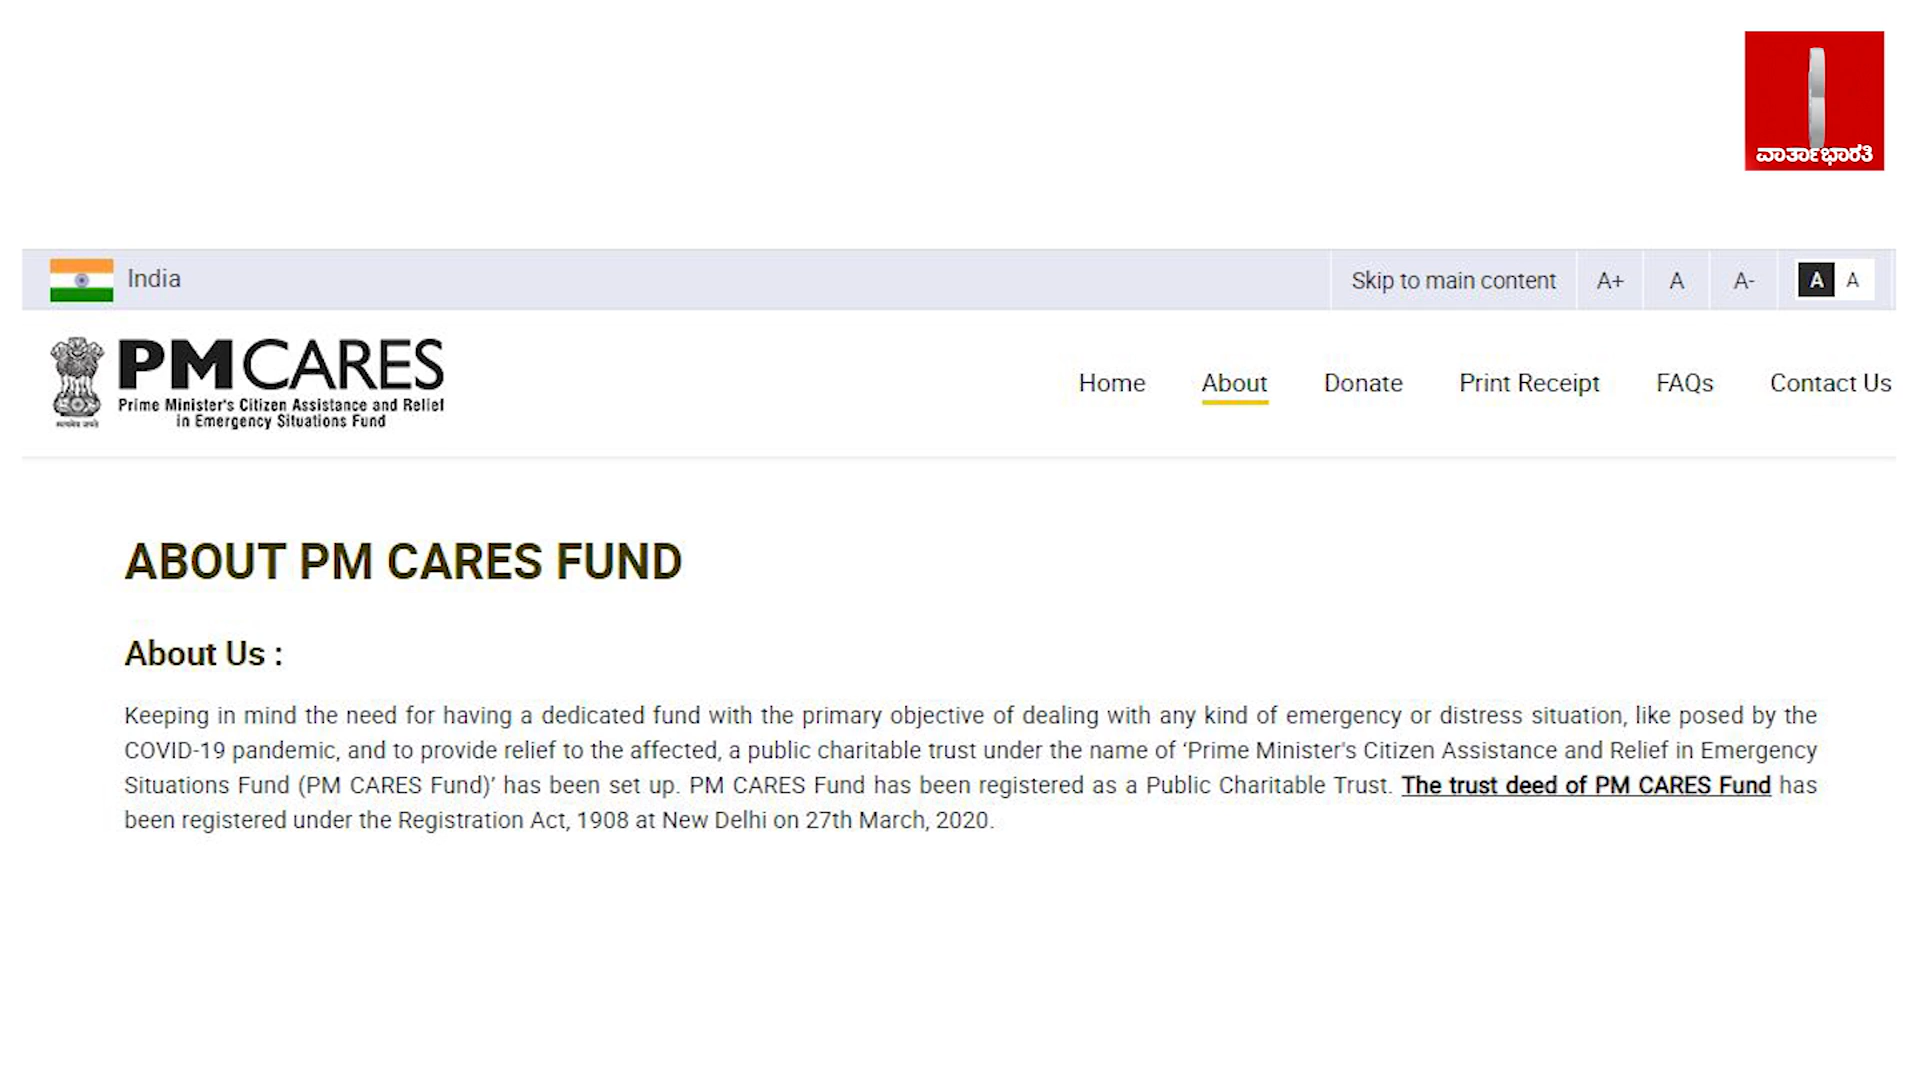 ವಾರ್ತಾಭಾರತಿ
India
Skip to main content A+ A A- A A
PM CARES
Prime Minister's Citizen Assistance and Relief
in Emergency Situations Fund
सत्यमेव जयते
Home About Donate Print Receipt FAQs Contact Us
ABOUT PM CARES FUND
About Us :
Keeping in mind the need for having a dedicated fund with the primary objective of dealing with any kind of emergency or distress situation, like posed by the
COVID-19 pandemic, and to provide relief to the affected, a public charitable trust under the name of ‘Prime Minister's Citizen Assistance and Relief in Emergency
Situations Fund (PM CARES Fund)’ has been set up. PM CARES Fund has been registered as a Public Charitable Trust. The trust deed of PM CARES Fund has
been registered under the Registration Act, 1908 at New Delhi on 27th March, 2020.